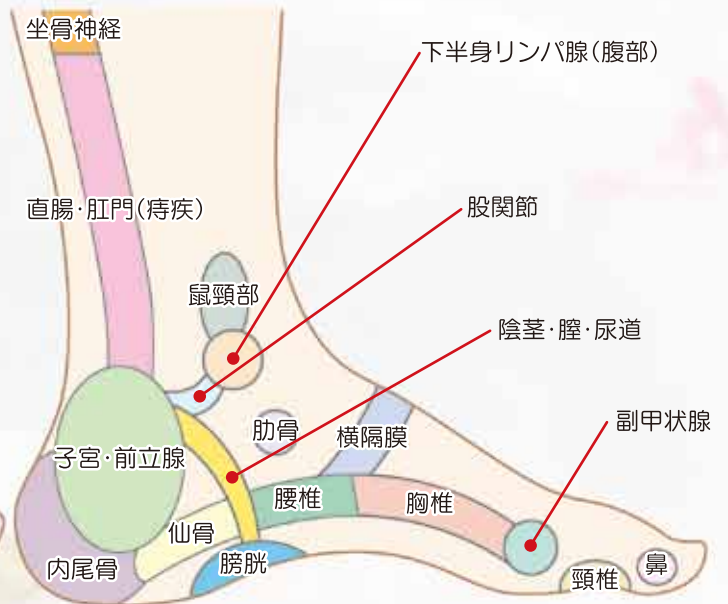 坐骨神経
下半身リンパ腺(腹部)
直腸・肛門(痔疾)
股関節
鼠頸部
陰茎・膣・尿道
副甲状腺
肋骨
横隔膜
子宮・前立腺
腰椎
胸椎
仙骨
膀胱
内尾骨
頸椎
鼻